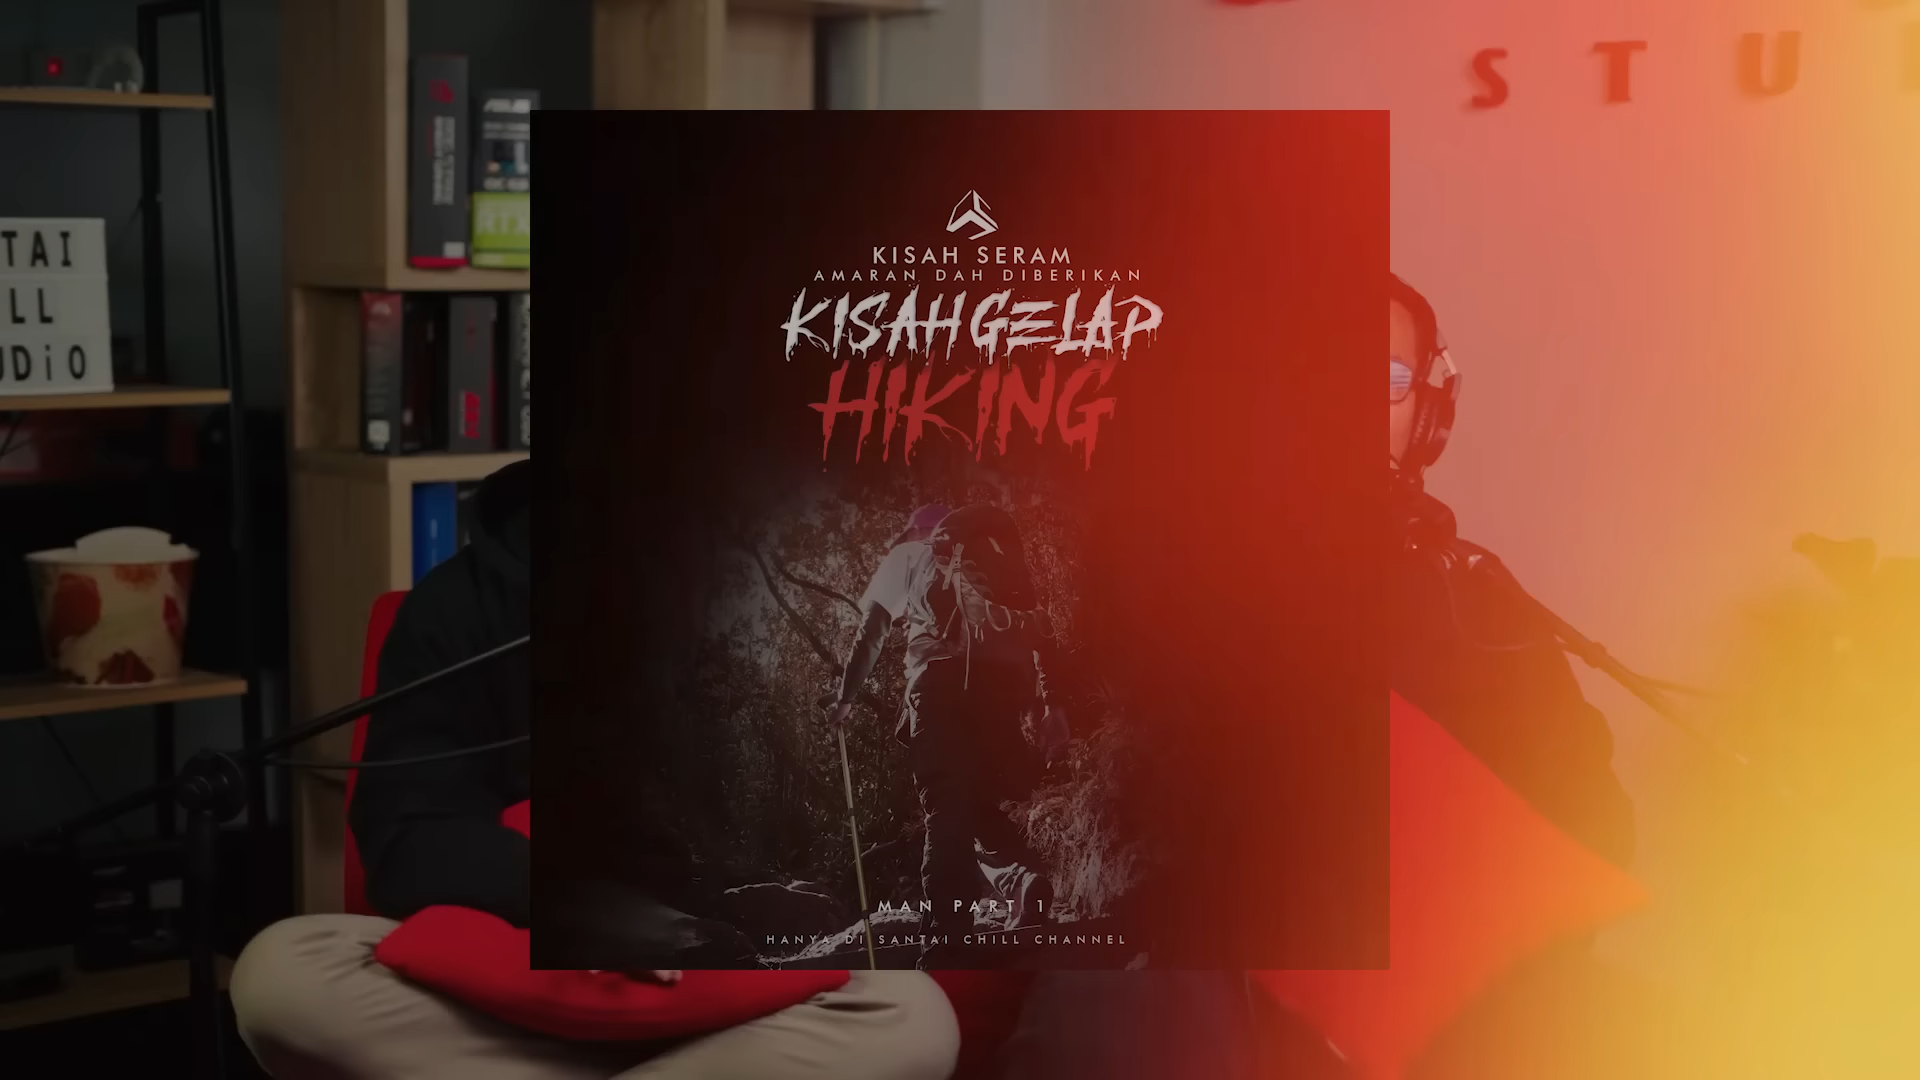 S T U
KISAH SERAM
AMARAN DAH DIBERIKAN
KISAH GELAP
HIKING
TAI
LL
UDiO
RTX
MAN PART 1
HANYA DI SANTAI CHILL CHANNEL